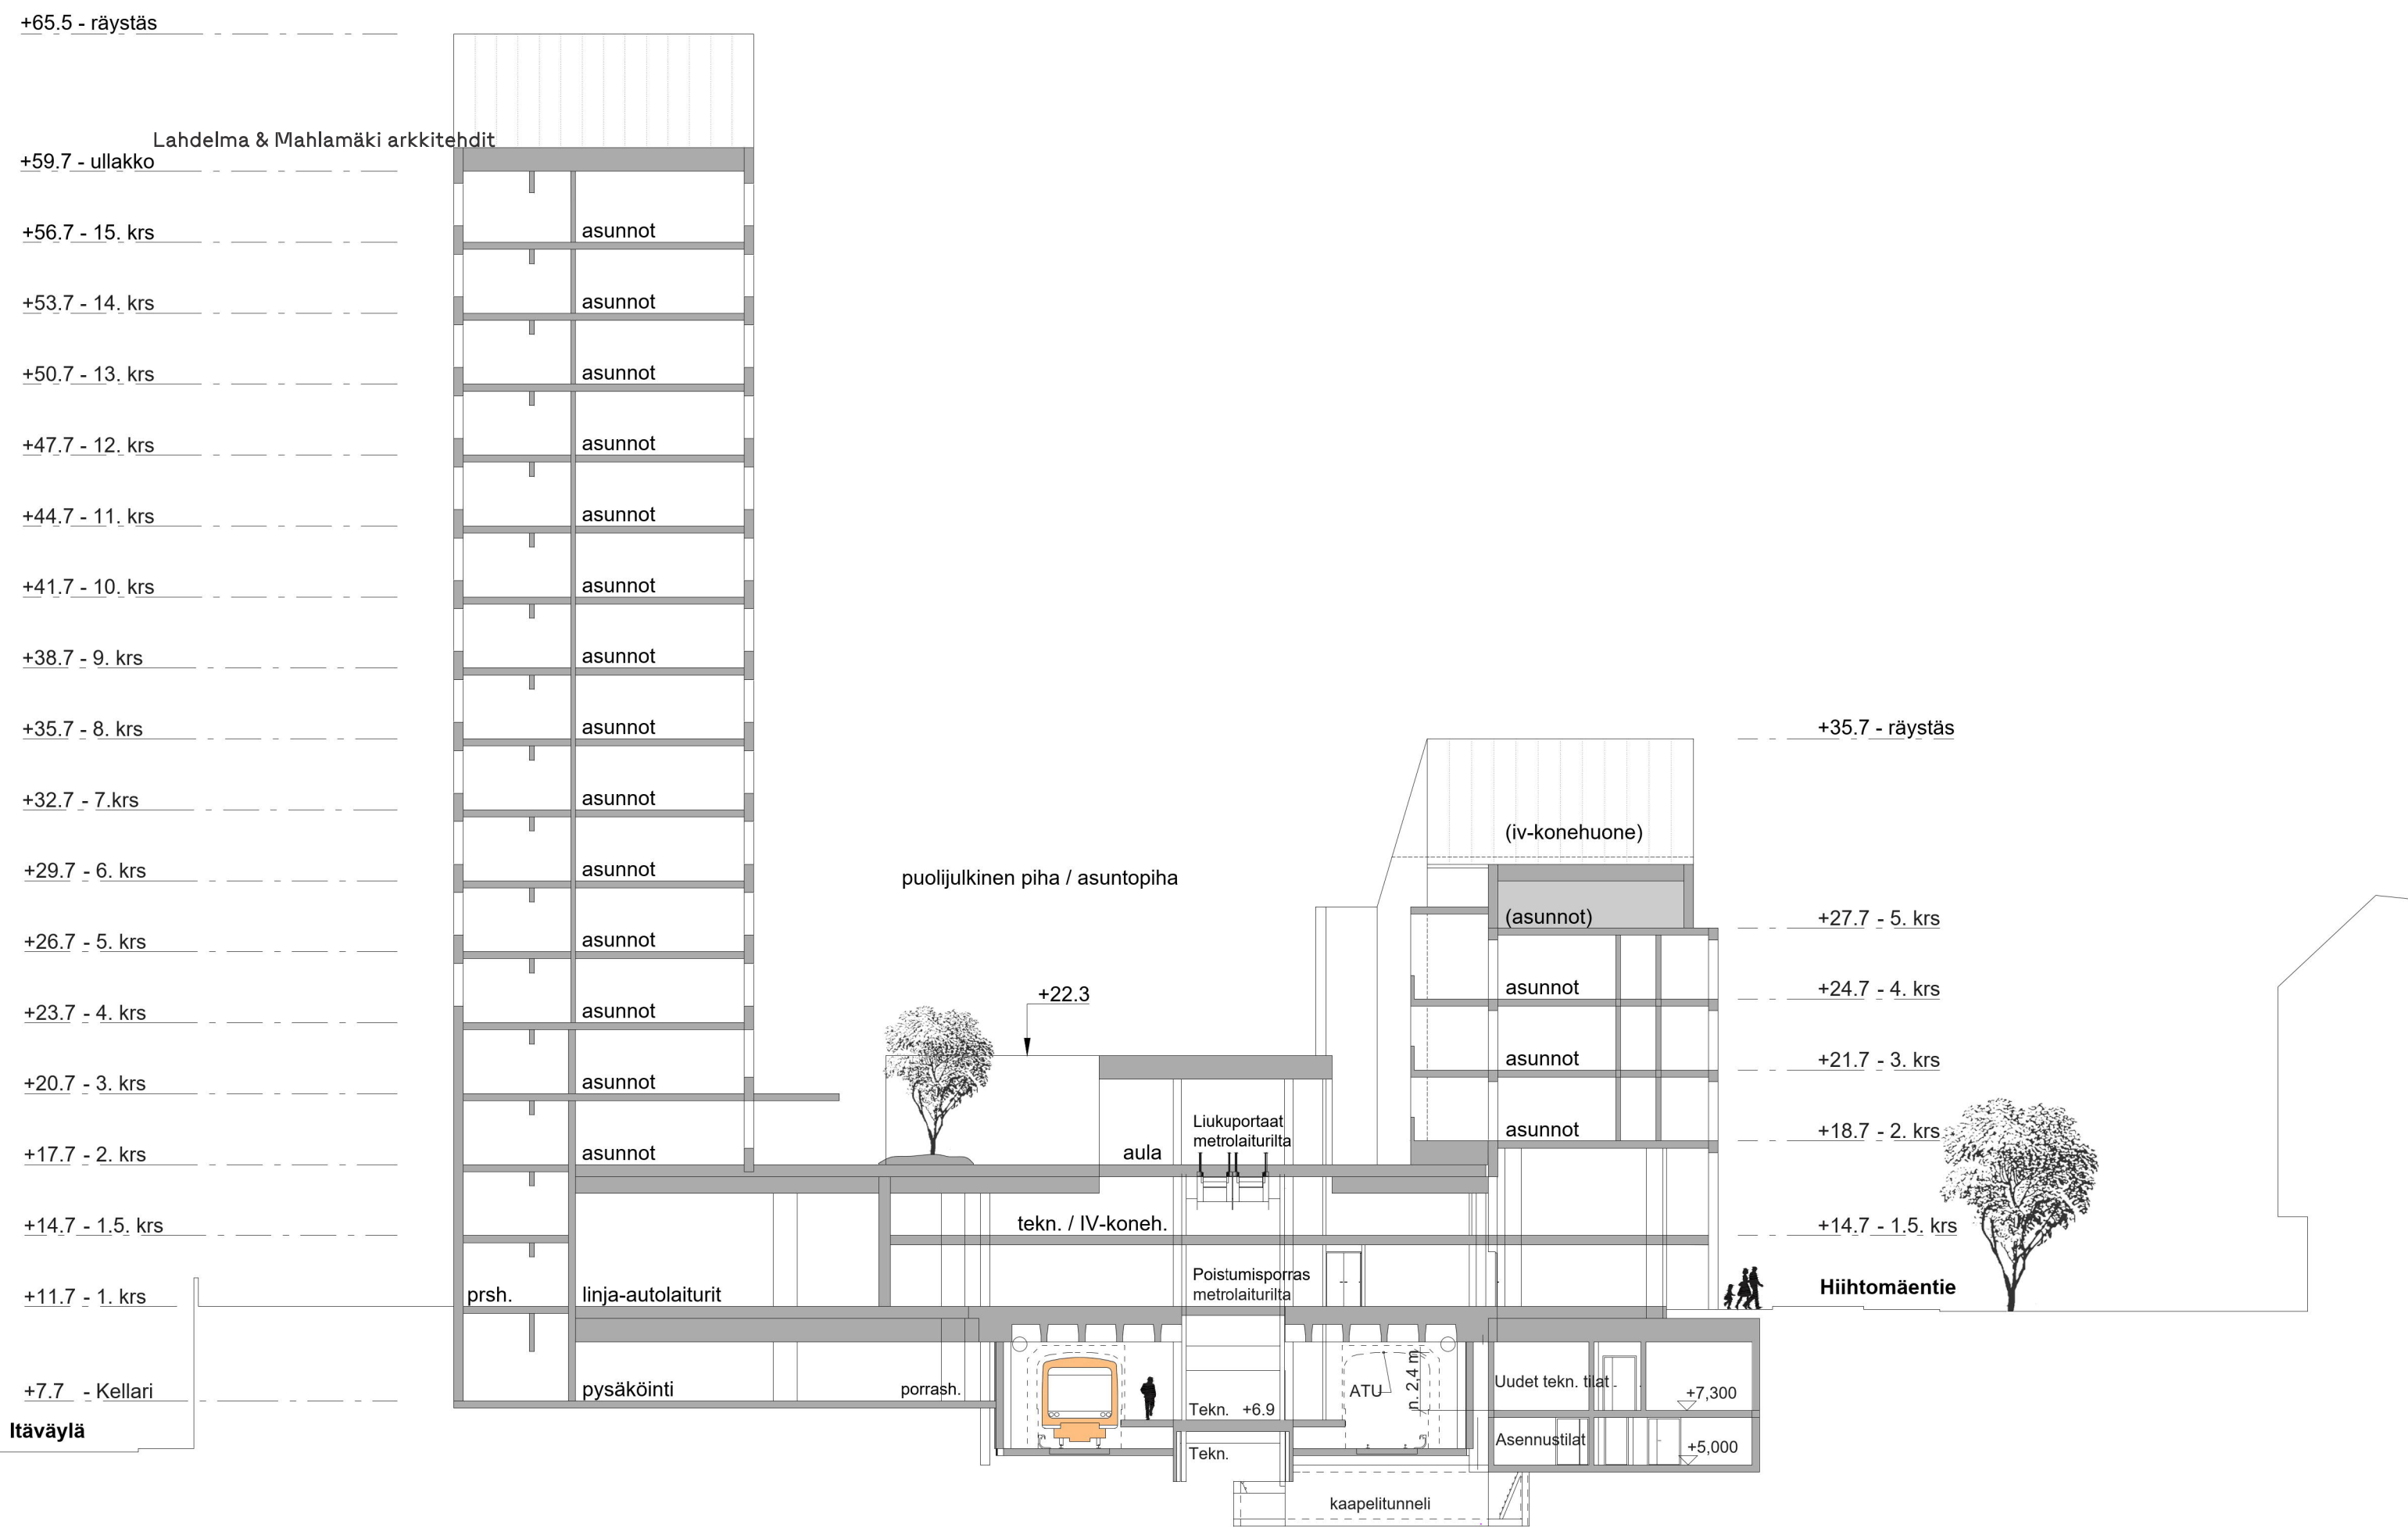 +65.5 - räystäs
Lahdelma & Mahlamäki arkkitehdit
+59.7 - ullakko
+56.7 - 15. krs
asunnot
+53.7 - 14. krs
asunnot
+50.7 - 13. krs
asunnot
+47.7 - 12. krs
asunnot
+44.7 - 11. krs
asunnot
+41.7 - 10. krs
asunnot
+38.7 - 9. krs
asunnot
+35.7 - 8. krs
asunnot
+35.7 - räystäs
+32.7 - 7.krs
asunnot
(iv-konehuone)
+29.7 - 6. krs
asunnot
puolijulkinen piha / asuntopiha
(asunnot)
+27.7 - 5. krs
+26.7 - 5. krs
asunnot
+22.3
asunnot
+24.7 - 4. krs
+23.7 - 4. krs
asunnot
asunnot
+21.7 - 3. krs
+20.7 - 3. krs
asunnot
Liukuportaat
metrolaiturilta
asunnot
+18.7 - 2. krs
+17.7 - 2. krs
asunnot
aula
+14.7 - 1.5. krs
tekn. / IV-koneh.
+14.7 - 1.5. krs
Poistumisporras
metrolaiturilta
Hiihtomäentie
+11.7 - 1. krs
prsh.
linja-autolaiturit
+7.7 - Kellari
pysäköinti
porrash.
ATU
n. 2,4 m
Uudet tekn. tilat
+7,300
Tekn. +6.9
Itäväylä
Asennustilat
+5,000
Tekn.
kaapelitunneli